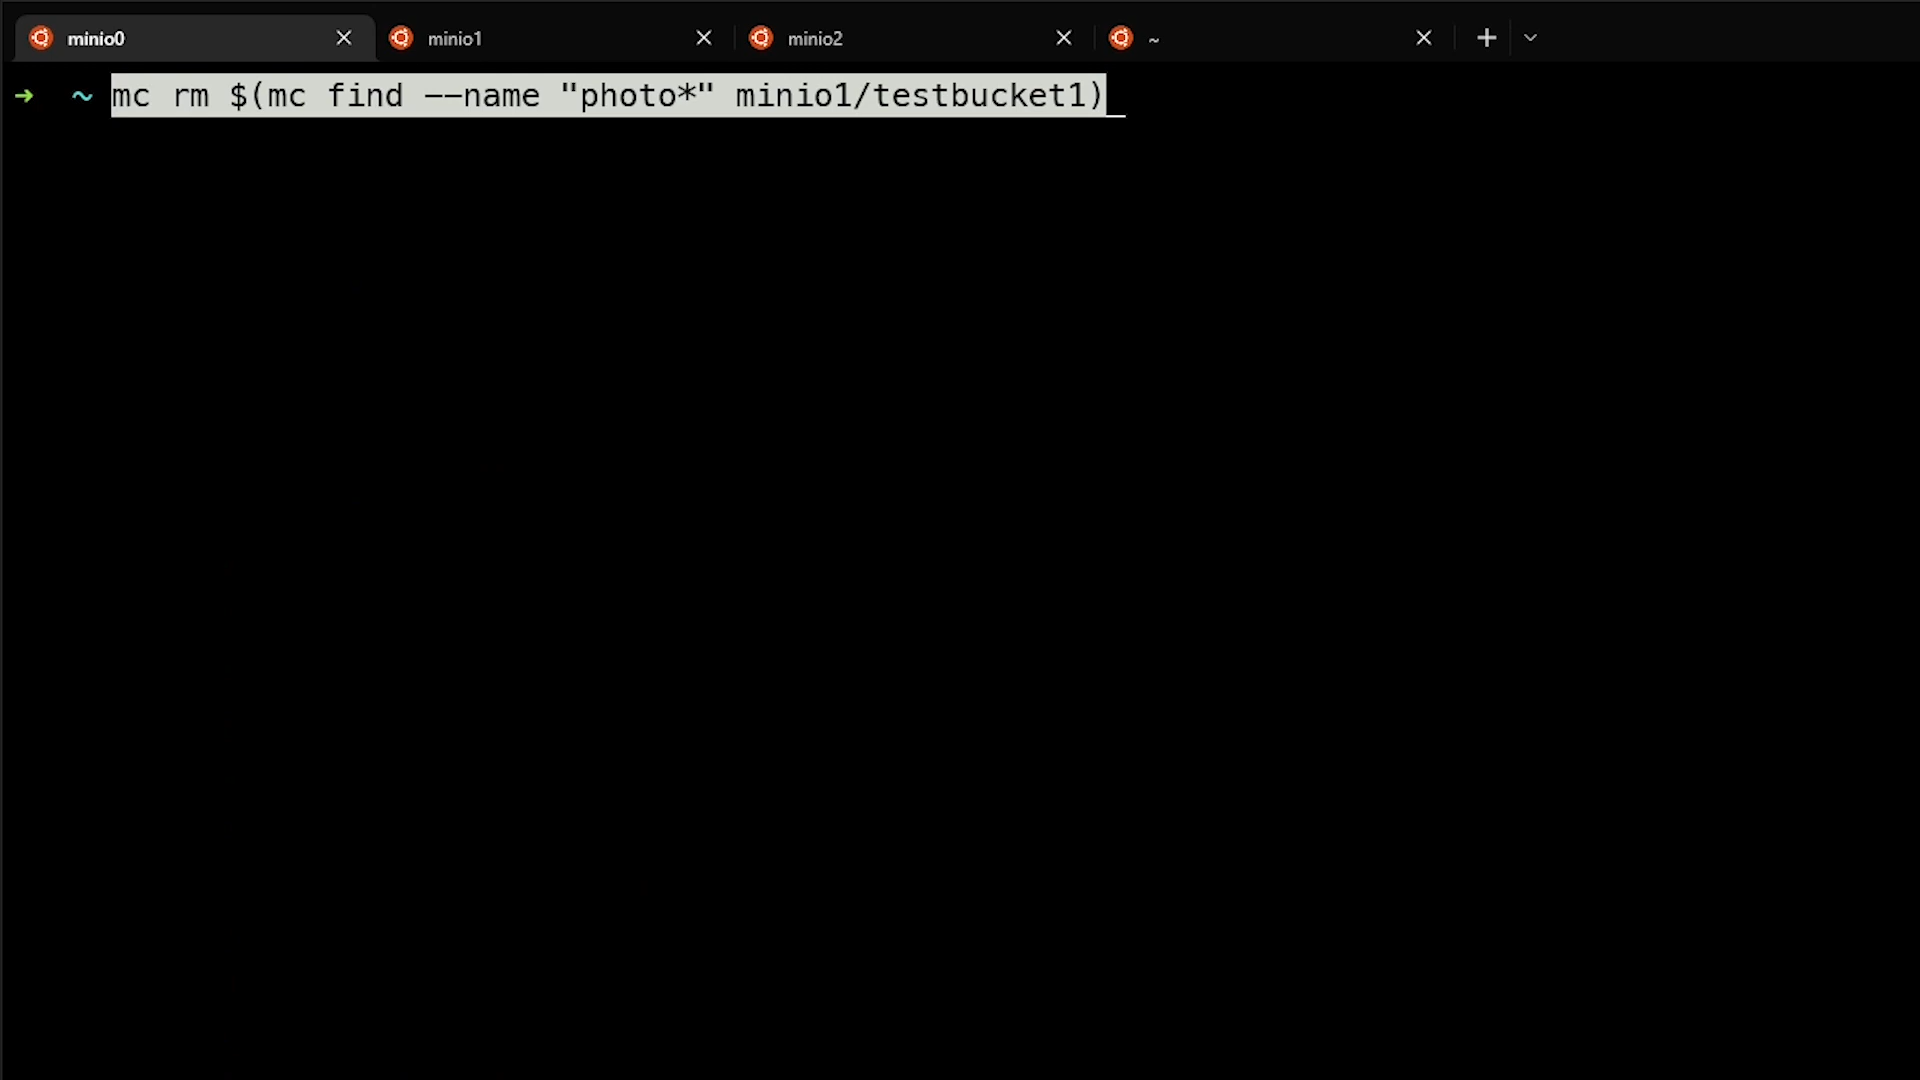 minio0 minio1 minio2 ~
➜ ~ mc rm $(mc find --name "photo*" minio1/testbucket1)_